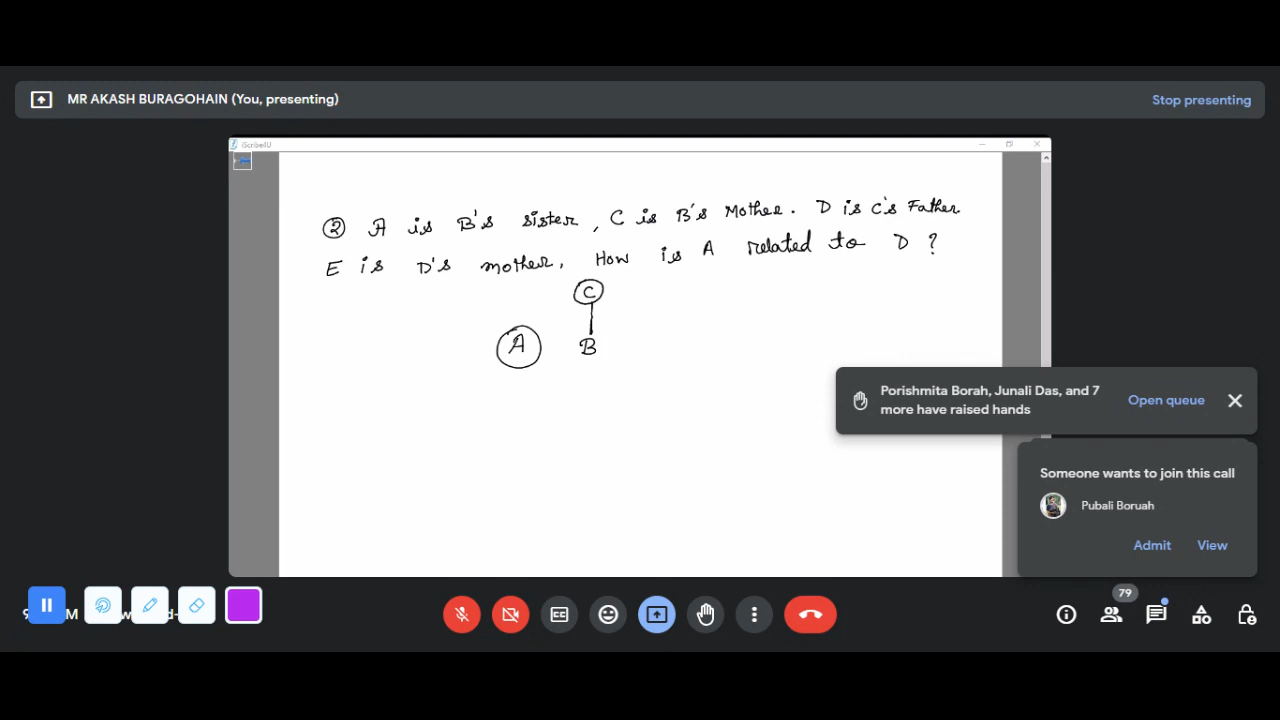 MR AKASH BURAGOHAIN (You, presenting)
Stop presenting
② A is B's sister, C is B's Mother. D is C's Father
E is D's mother, How is A related to D ?
C
A B
Porishmita Borah, Junali Das, and 7
more have raised hands
Open queue
Someone wants to join this call
Pubali Boruah
Admit View
79